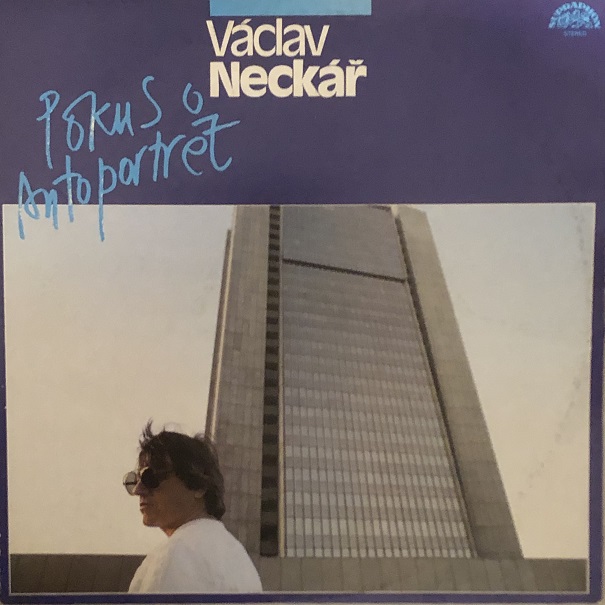 SUPRAPHON
STEREO
Václav
Neckář
Pokus o
Autoportrét